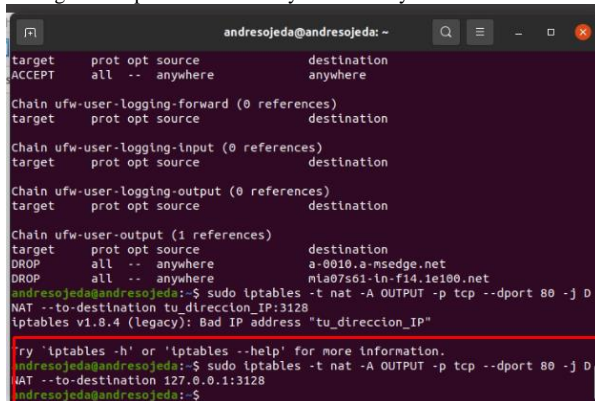 andresojeda@andresojeda: ~
target prot opt source destination
ACCEPT all -- anywhere anywhere
Chain ufw-user-logging-forward (0 references)
target prot opt source destination
Chain ufw-user-logging-input (0 references)
target prot opt source destination
Chain ufw-user-logging-output (0 references)
target prot opt source destination
Chain ufw-user-output (1 references)
target prot opt source destination
DROP all -- anywhere a-0010.a-msedge.net
DROP all -- anywhere mia07s61-in-f14.1e100.net
andresojeda@andresojeda:~$ sudo iptables -t nat -A OUTPUT -p tcp --dport 80 -j D
NAT --to-destination tu_direccion_IP:3128
iptables v1.8.4 (legacy): Bad IP address "tu_direccion_IP"
Try `iptables -h' or 'iptables --help' for more information.
andresojeda@andresojeda:~$ sudo iptables -t nat -A OUTPUT -p tcp --dport 80 -j D
NAT --to-destination 127.0.0.1:3128
andresojeda@andresojeda:~$